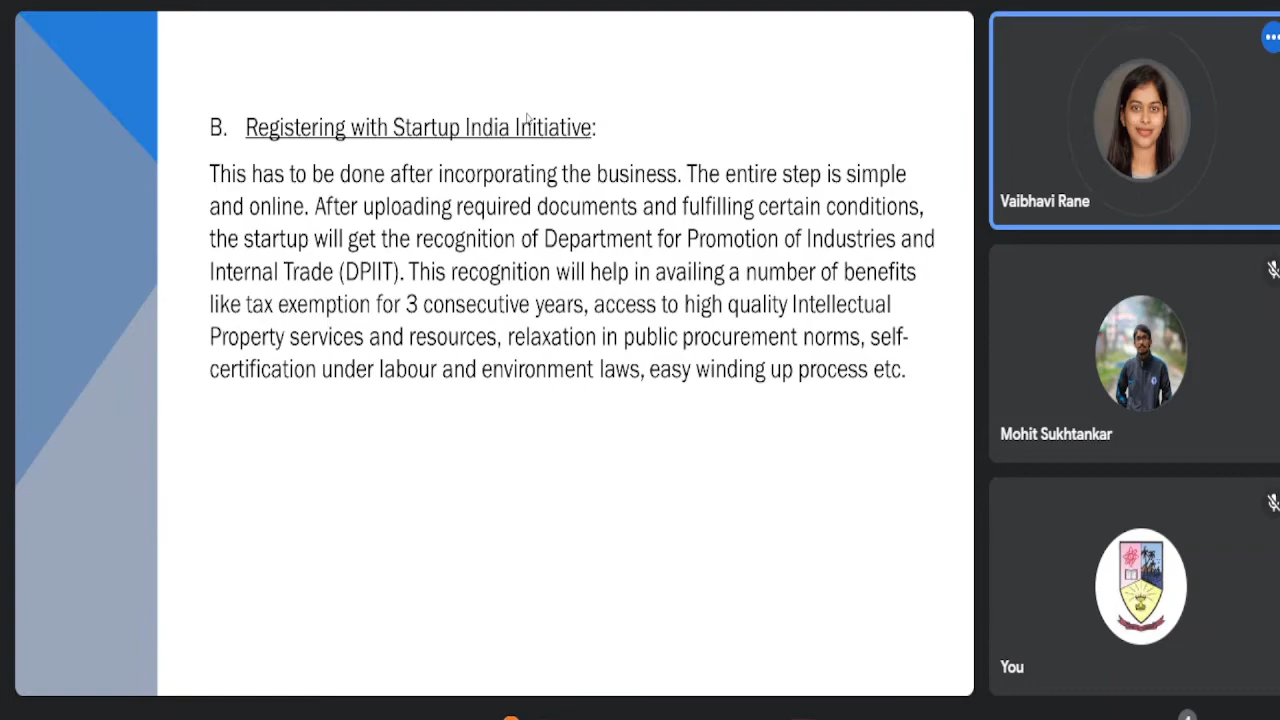 B. Registering with Startup India Initiative:
This has to be done after incorporating the business. The entire step is simple
and online. After uploading required documents and fulfilling certain conditions,
the startup will get the recognition of Department for Promotion of Industries and
Internal Trade (DPIIT). This recognition will help in availing a number of benefits
like tax exemption for 3 consecutive years, access to high quality Intellectual
Property services and resources, relaxation in public procurement norms, self-
certification under labour and environment laws, easy winding up process etc.
Vaibhavi Rane
Mohit Sukhtankar
You